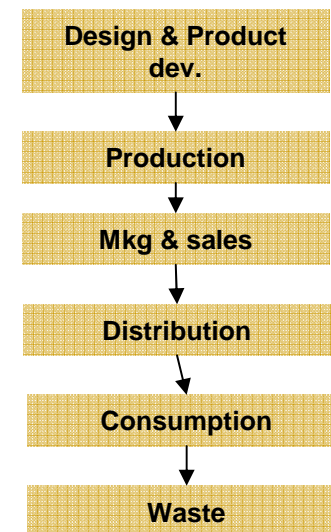 Design & Product
dev.
Production
Mkg & sales
Distribution
Consumption
Waste